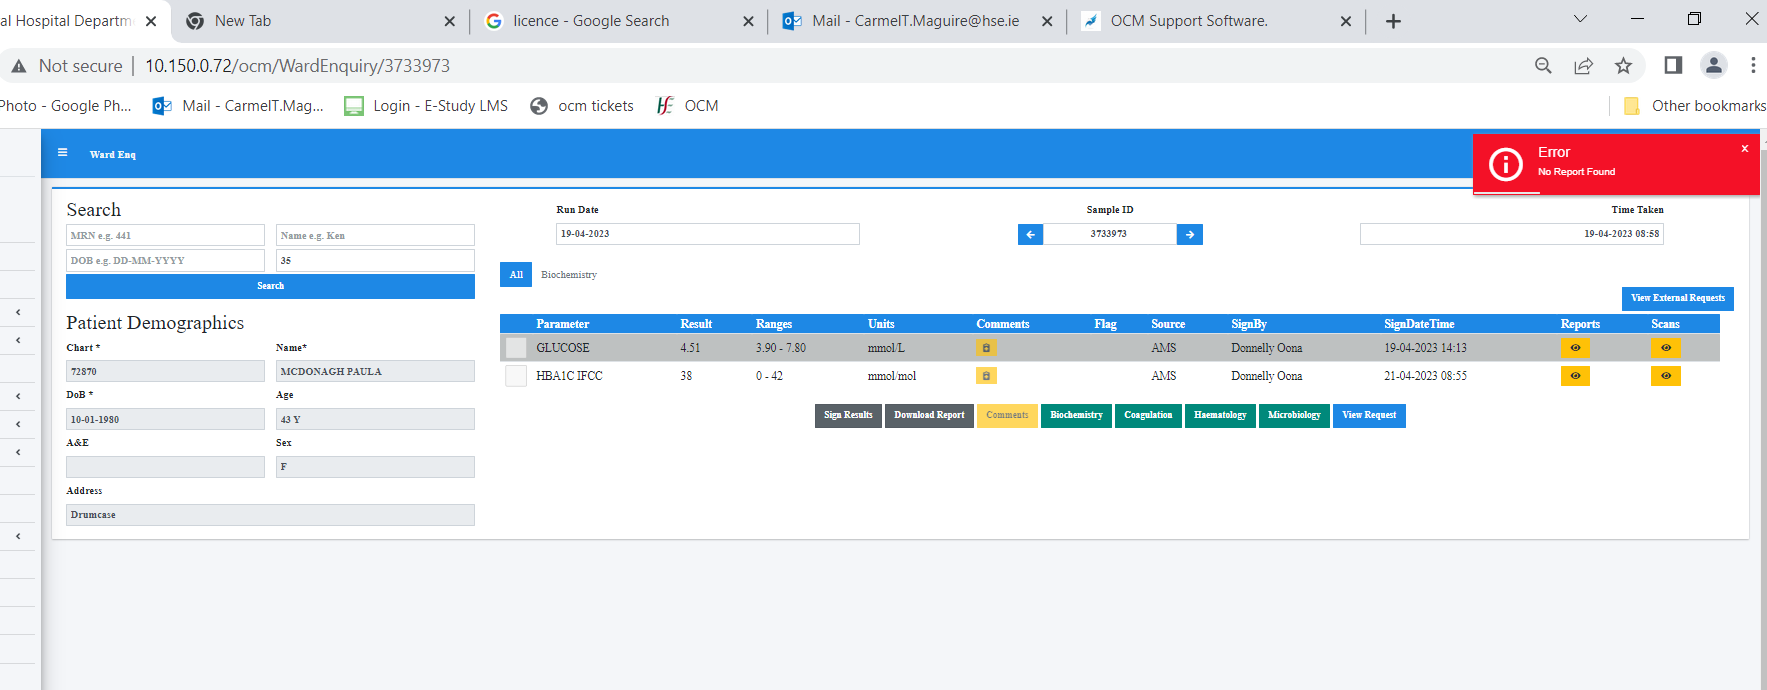 al Hospital Departm
New Tab
licence - Google Search
Mail - CarmelT.Maguire@hse.ie
OCM Support Software.
Not secure
10.150.0.72/ocm/WardEnquiry/3733973
Photo - Google Ph...
Mail - CarmelT.Mag...
Login - E-Study LMS
ocm tickets
OCM
Other bookmarks
Ward Enq
Error
No Report Found
x
Search
MRN e.g. 441
Name e.g. Ken
DOB e.g. DD-MM-YYYY
35
Search
Run Date
19-04-2023
Sample ID
3733973
Time Taken
19-04-2023 08:58
All
Biochemistry
View External Requests
Patient Demographics
Chart *
Name*
72870
MCDONAGH PAULA
DoB *
Age
10-01-1980
43 Y
A&E
Sex
F
Address
Drumcase
Parameter Result Ranges Units Comments Flag Source SignBy SignDateTime Reports Scans
GLUCOSE 4.51 3.90 - 7.80 mmol/L AMS Donnelly Oona 19-04-2023 14:13
HBA1C IFCC 38 0 - 42 mmol/mol AMS Donnelly Oona 21-04-2023 08:55
Sign Results
Download Report
Comments
Biochemistry
Coagulation
Haematology
Microbiology
View Request